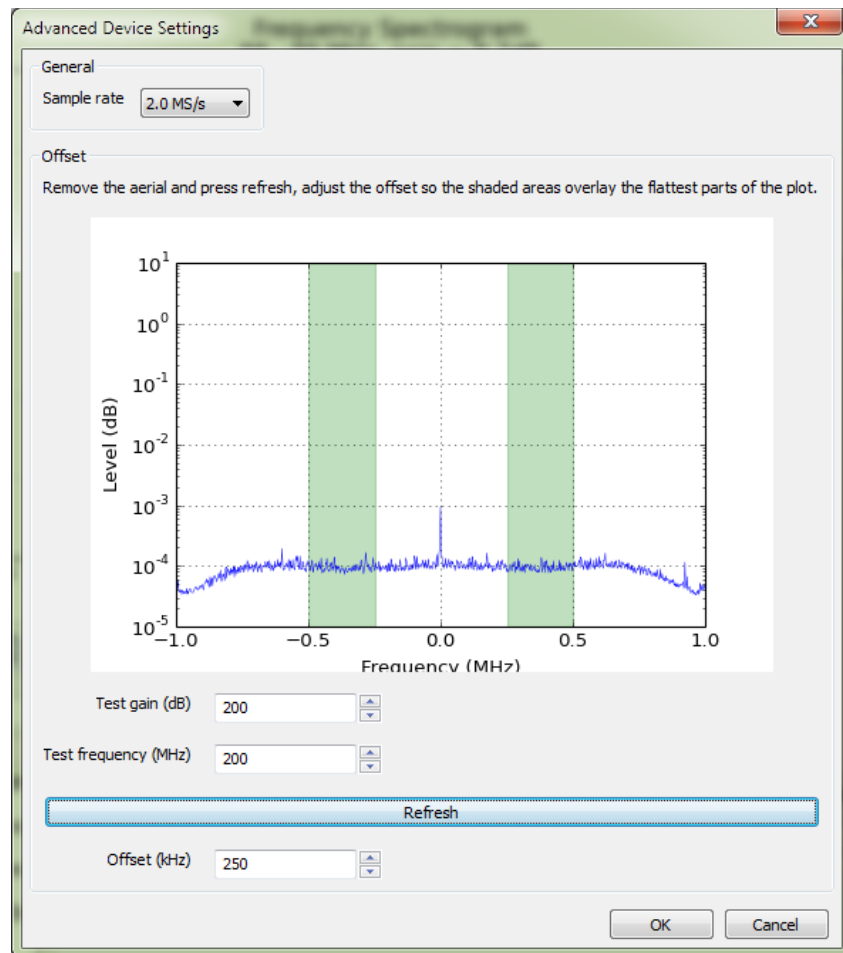 Advanced Device Settings
Frequency Spectrogram
General
Sample rate 2.0 MS/s
Offset
Remove the aerial and press refresh, adjust the offset so the shaded areas overlay the flattest parts of the plot.
10^1
10^0
10^-1
10^-2
10^-3
10^-4
10^-5
Level (dB)
−1.0 −0.5 0.0 0.5 1.0
Frequency (MHz)
Test gain (dB) 200
Test frequency (MHz) 200
Refresh
Offset (kHz) 250
OK Cancel